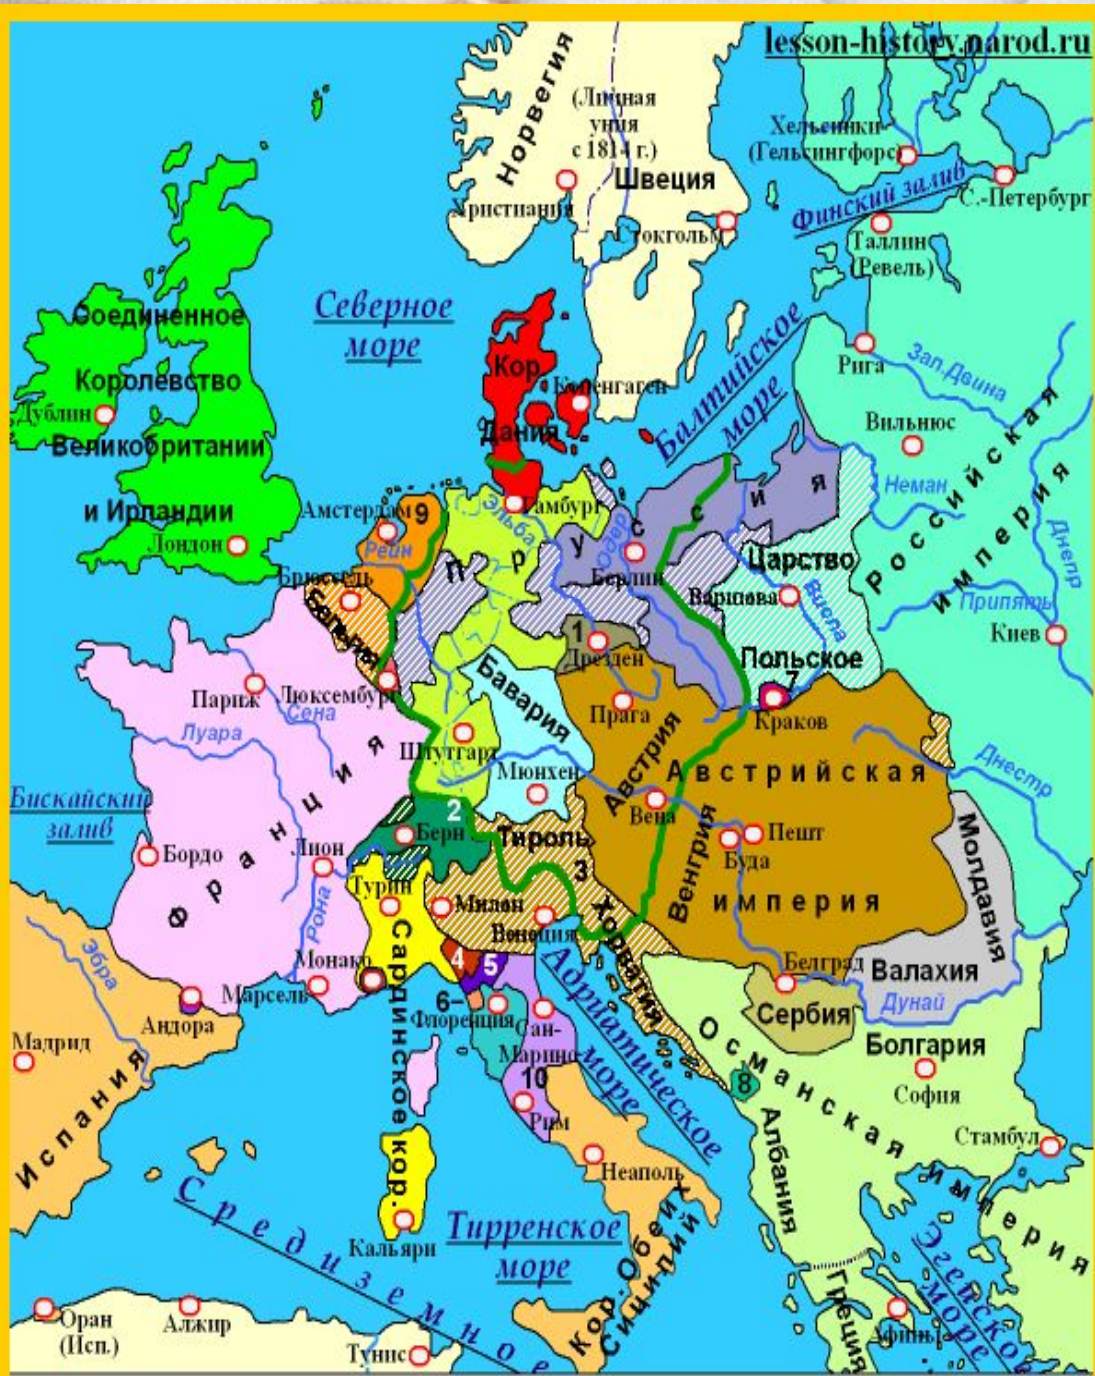 lesson-history.narod.ru
Норвегия
(Личная
уния
с 1814 г.)
Швеция
Христиания
Стокгольм
Хельсинки
(Гельсингфорс)
Финский залив
С.-Петербург
Таллин
(Ревель)
Северное
море
Соединенное
Королевство
Великобритании
и Ирландии
Дублин
Лондон
Кор.
Дания
Копенгаген
Балтийское
море
Рига
Зап.Двина
Вильнюс
Неман
Российская
империя
Днепр
Припять
Киев
Амстердам
9
Рейн
Гамбург
Эльба
Пруссия
Одер
Берлин
Царство
Польское
Варшава
Висла
Брюссель
Бельгия
Люксембург
1
Дрезден
7
Краков
Париж
Сена
Луара
Франция
Бавария
Штутгарт
Мюнхен
Прага
Австрия
Австрийская
империя
Днестр
Бискайский
залив
Бордо
Лион
Рона
2
Берн
Тироль
3
Вена
Венгрия
Пешт
Буда
Молдавия
Турин
Милан
Венеция
Хорватия
Эбра
Монако
Марсель
Сардинское кор.
4
5
6–
Флоренция
Сан-
Марино
10
Рим
Адриатическое
море
Белград
Сербия
Валахия
Дунай
Андора
Мадрид
Испания
Османская империя
Болгария
София
8
Албания
Стамбул
Неаполь
Кор. Обеих
Сицилий
Кальяри
Тирренское
море
Средиземное
Оран
(Исп.)
Алжир
Тунис
Греция
Афины
Эгейское
море